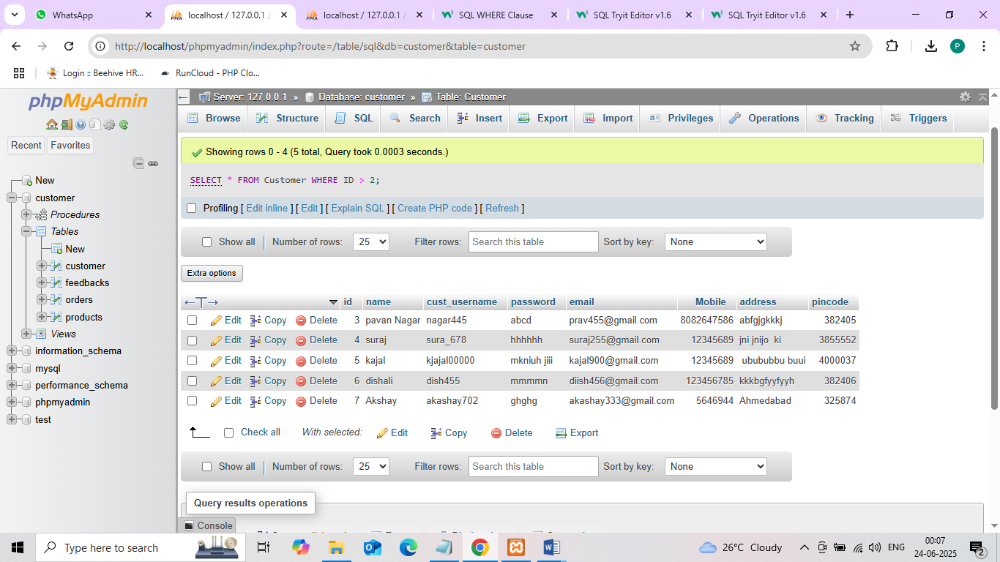 WhatsApp
localhost / 127.0.0.1 /
localhost / 127.0.0.1 /
SQL WHERE Clause
SQL Tryit Editor v1.6
SQL Tryit Editor v1.6
http://localhost/phpmyadmin/index.php?route=/table/sql&db=customer&table=customer
P
Login :: Beehive HR...
RunCloud - PHP Clo...
phpMyAdmin
Recent Favorites
New
customer
Procedures
Tables
New
customer
feedbacks
orders
products
Views
information_schema
mysql
performance_schema
phpmyadmin
test
Server: 127.0.0.1 » Database: customer » Table: Customer
Browse Structure SQL Search Insert Export Import Privileges Operations Tracking Triggers
Showing rows 0 - 4 (5 total, Query took 0.0003 seconds.)
SELECT * FROM Customer WHERE ID > 2;
Profiling [ Edit inline ] [ Edit ] [ Explain SQL ] [ Create PHP code ] [ Refresh ]
Show all Number of rows: 25 Filter rows: Search this table Sort by key: None
Extra options
id name cust_username password email Mobile address pincode
Edit Copy Delete 3 pavan Nagar nagar445 abcd prav455@gmail.com 8082647586 abfgjgkkkj 382405
Edit Copy Delete 4 suraj sura_678 hhhhhh suraj255@gmail.com 12345689 jni jnijo ki 3855552
Edit Copy Delete 5 kajal kjajal00000 mkniuh jiii kajal900@gmail.com 12345689 ububbbu buui 4000037
Edit Copy Delete 6 dishali dish455 mmmmn diish456@gmail.com 123456785 kkkbgfyyfyyh 382406
Edit Copy Delete 7 Akshay akashay702 ghghg akashay333@gmail.com 5646944 Ahmedabad 325874
Check all With selected: Edit Copy Delete Export
Show all Number of rows: 25 Filter rows: Search this table Sort by key: None
Query results operations
Console
Type here to search
26°C Cloudy
ENG
00:07
24-06-2025
2